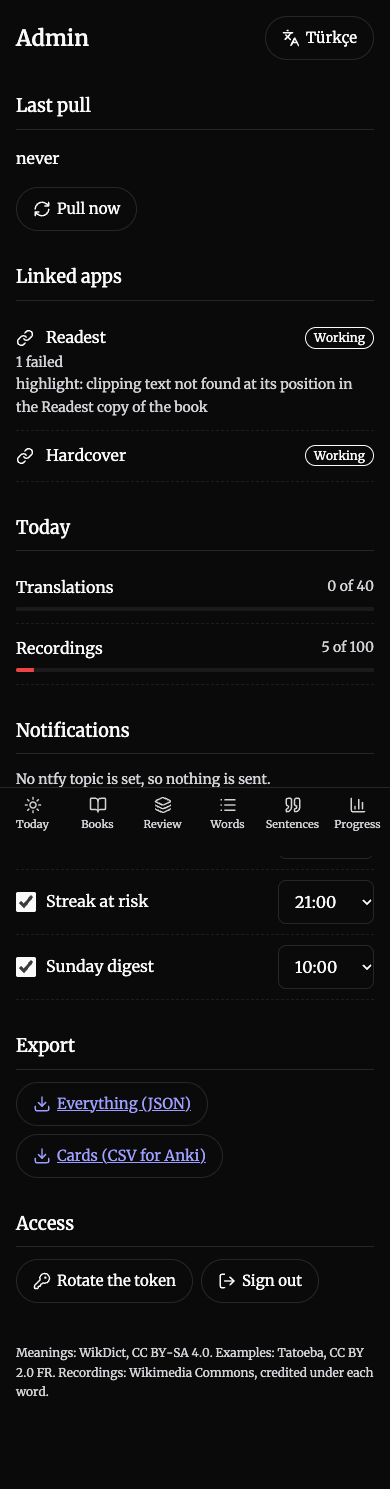 Admin
Türkçe
Last pull
never
Pull now
Linked apps
Readest
Working
1 failed
highlight: clipping text not found at its position in
the Readest copy of the book
Hardcover
Working
Today
Translations
0 of 40
Recordings
5 of 100
Notifications
No ntfy topic is set, so nothing is sent.
Today
Books
Review
Words
Sentences
Progress
Streak at risk
21:00
Sunday digest
10:00
Export
Everything (JSON)
Cards (CSV for Anki)
Access
Rotate the token
Sign out
Meanings: WikDict, CC BY-SA 4.0. Examples: Tatoeba, CC BY
2.0 FR. Recordings: Wikimedia Commons, credited under each
word.